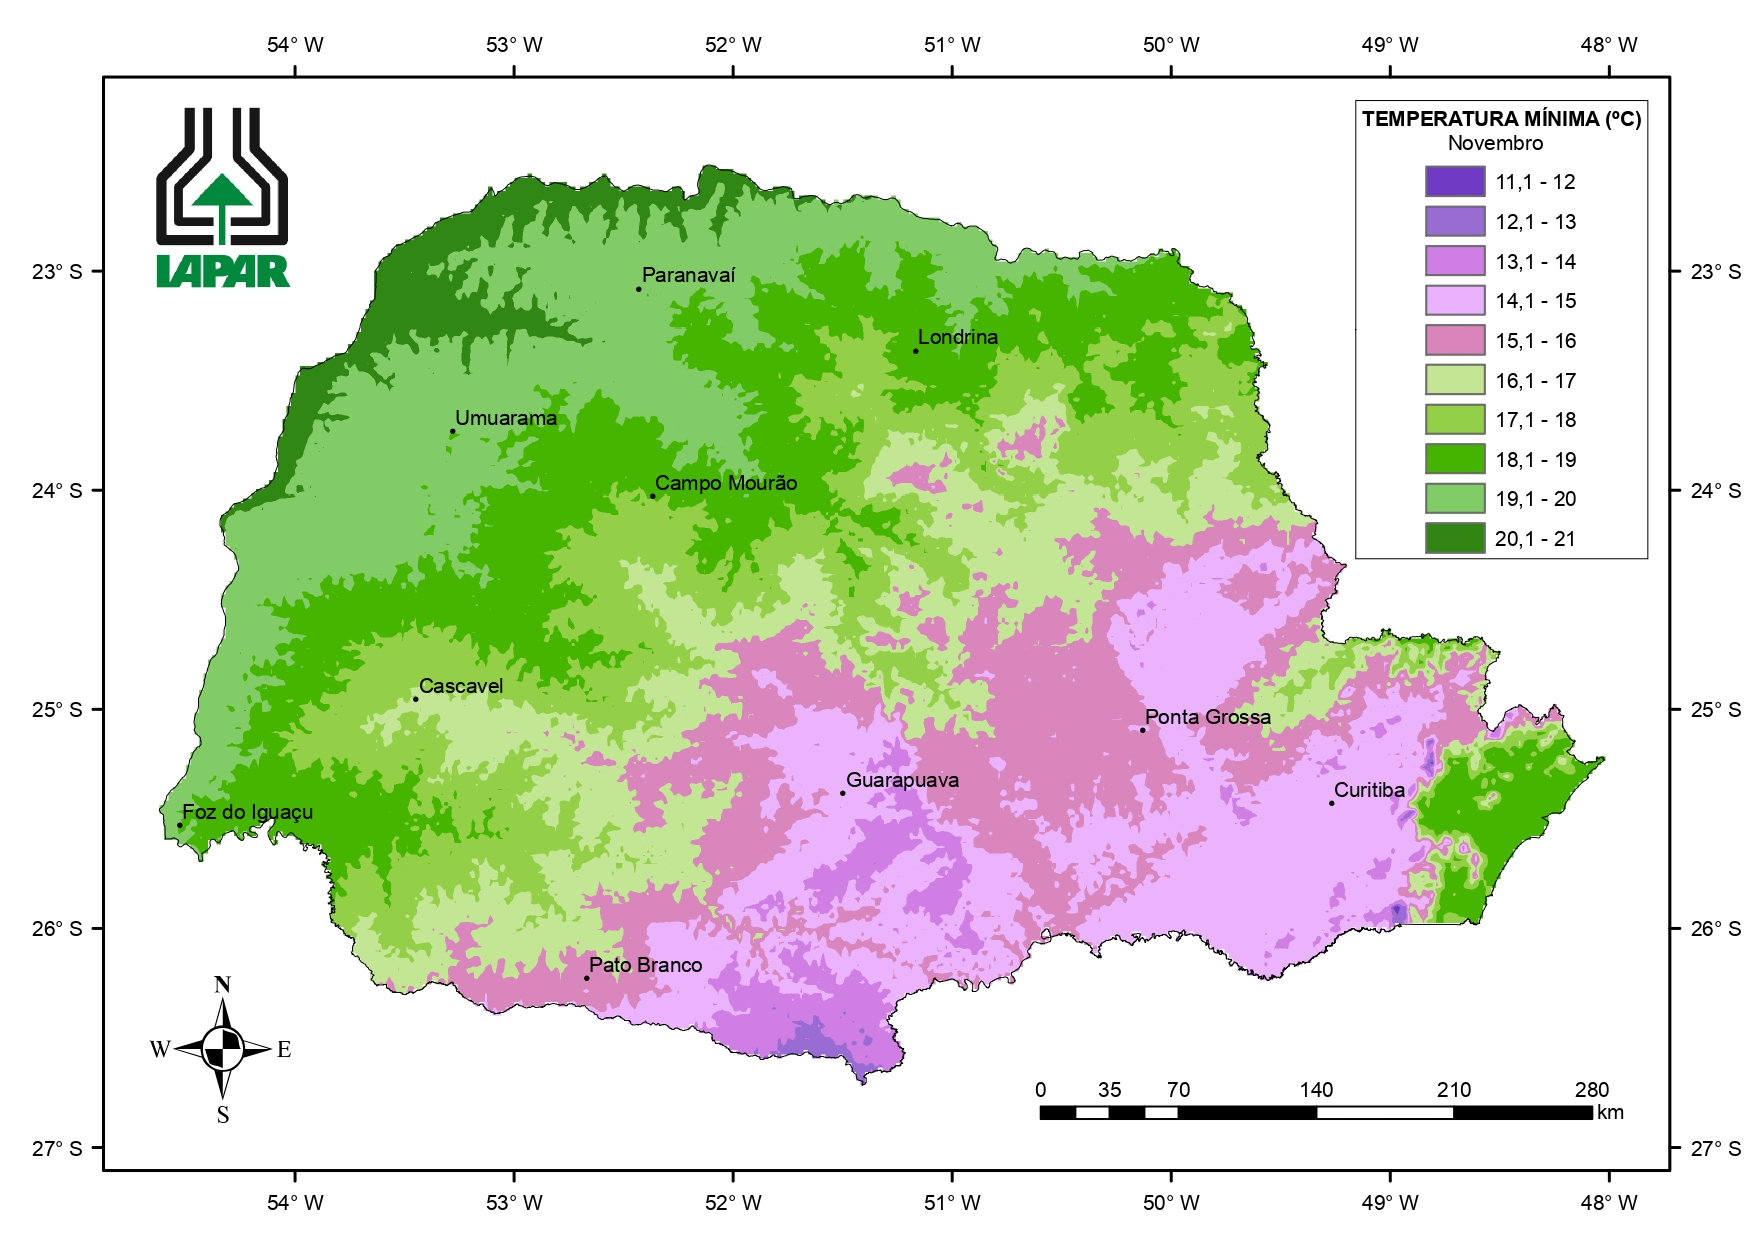 54° W 53° W 52° W 51° W 50° W 49° W 48° W
IAPAR
TEMPERATURA MÍNIMA (ºC)
Novembro
11,1 - 12
12,1 - 13
13,1 - 14
14,1 - 15
15,1 - 16
16,1 - 17
17,1 - 18
18,1 - 19
19,1 - 20
20,1 - 21
23° S 23° S
24° S 24° S
25° S 25° S
26° S 26° S
27° S 27° S
Paranavaí
Londrina
Umuarama
Campo Mourão
Cascavel
Ponta Grossa
Guarapuava
Curitiba
Foz do Iguaçu
Pato Branco
N
W E
S
0 35 70 140 210 280
km
54° W 53° W 52° W 51° W 50° W 49° W 48° W